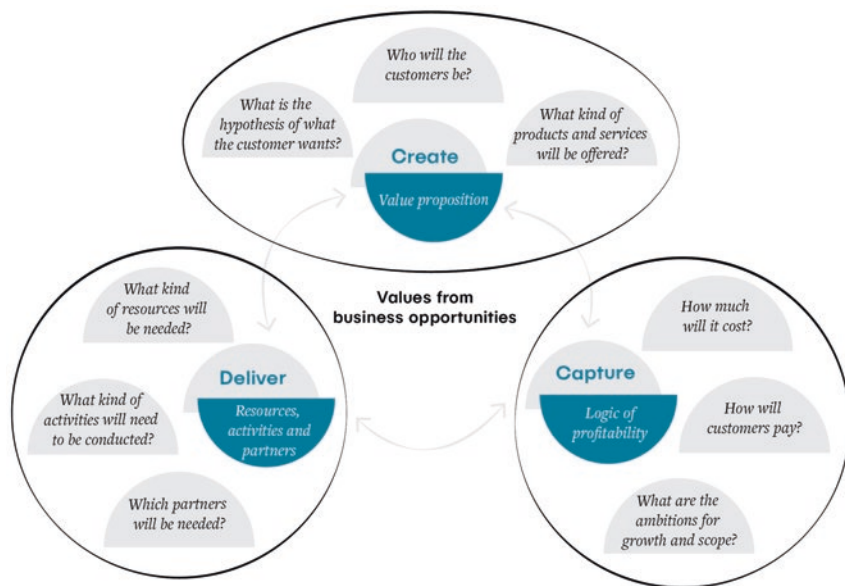 Who will the
customers be?
What is the
hypothesis of what
the customer wants?
What kind of
products and services
will be offered?
Create
Value proposition
Values from
business opportunities
What kind
of resources will
be needed?
What kind of
activities will need
to be conducted?
Which partners
will be needed?
Deliver
Resources,
activities and
partners
How much
will it cost?
How will
customers pay?
What are the
ambitions for
growth and scope?
Capture
Logic of
profitability